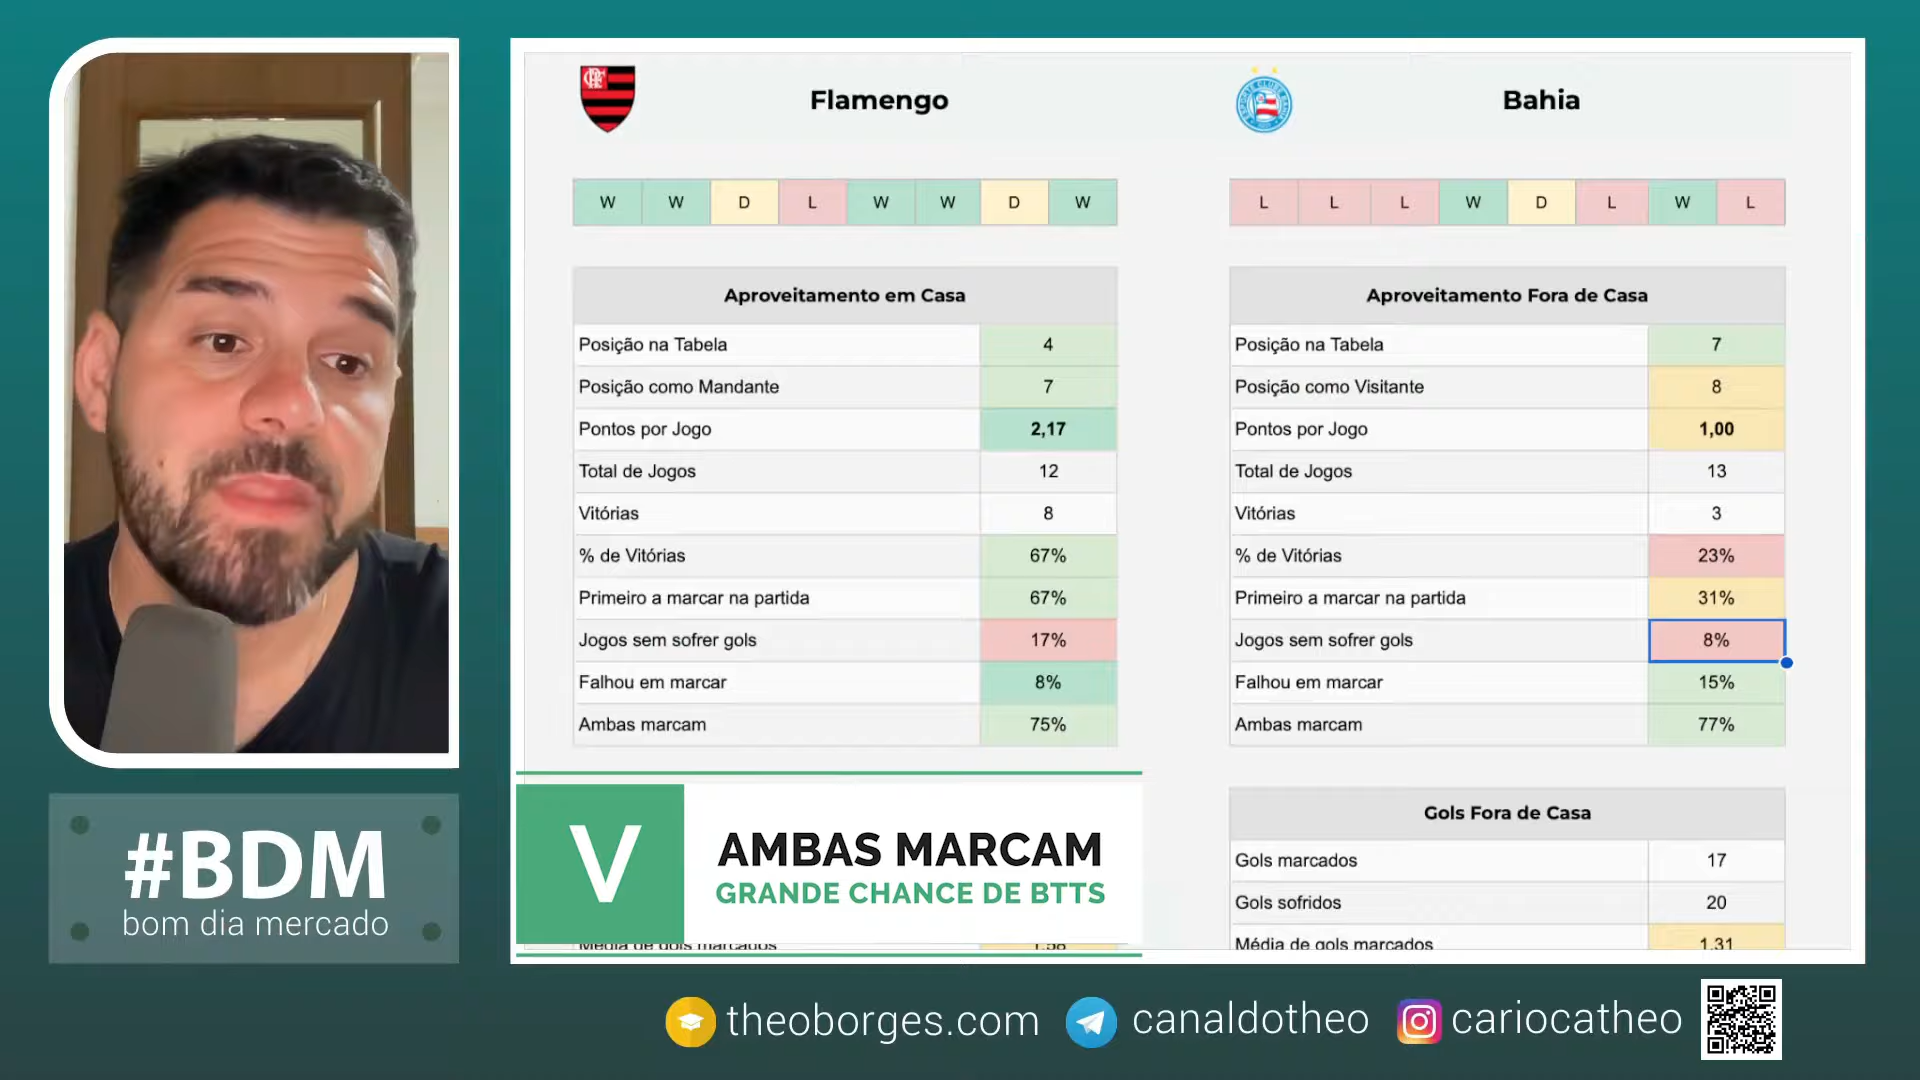 Flamengo
Bahia
W W D L W W D W
L L L W D L W L
Aproveitamento em Casa
Posição na Tabela 4
Posição como Mandante 7
Pontos por Jogo 2,17
Total de Jogos 12
Vitórias 8
% de Vitórias 67%
Primeiro a marcar na partida 67%
Jogos sem sofrer gols 17%
Falhou em marcar 8%
Ambas marcam 75%
Aproveitamento Fora de Casa
Posição na Tabela 7
Posição como Visitante 8
Pontos por Jogo 1,00
Total de Jogos 13
Vitórias 3
% de Vitórias 23%
Primeiro a marcar na partida 31%
Jogos sem sofrer gols 8%
Falhou em marcar 15%
Ambas marcam 77%
V
AMBAS MARCAM
GRANDE CHANCE DE BTTS
Média de gols marcados 1,58
Gols Fora de Casa
Gols marcados 17
Gols sofridos 20
Média de gols marcados 1,31
#BDM
bom dia mercado
theoborges.com
canaldotheo
cariocatheo